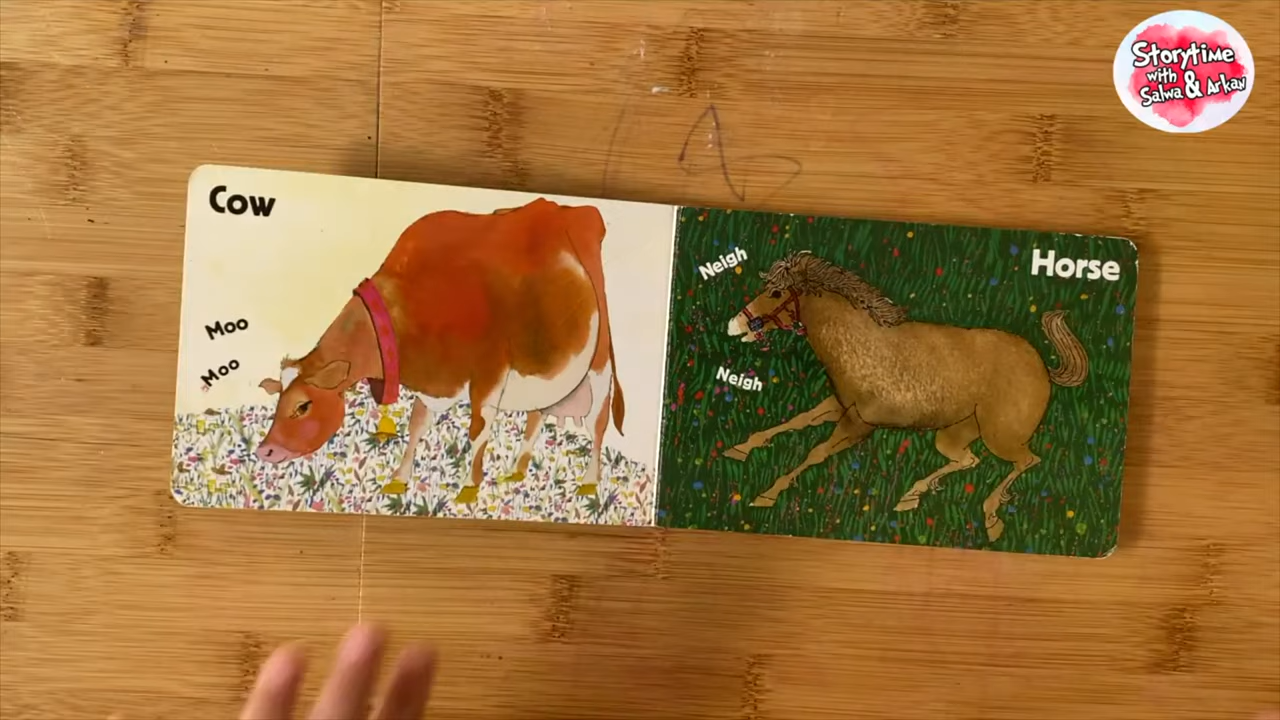 Storytime
with
Salwa & Arkan
Cow
Moo
Moo
Neigh
Horse
Neigh